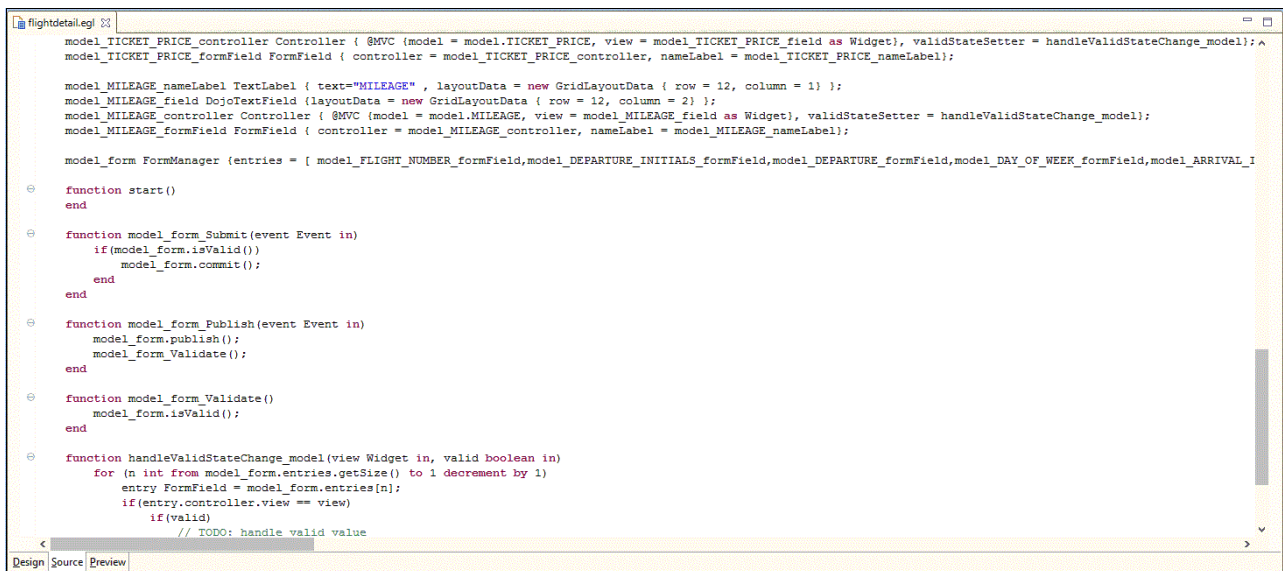 flightdetail.egl
model_TICKET_PRICE_controller Controller { @MVC {model = model.TICKET_PRICE, view = model_TICKET_PRICE_field as Widget}, validStateSetter = handleValidStateChange_model};
model_TICKET_PRICE_formField FormField { controller = model_TICKET_PRICE_controller, nameLabel = model_TICKET_PRICE_nameLabel};
model_MILEAGE_nameLabel TextLabel { text="MILEAGE" , layoutData = new GridLayoutData { row = 12, column = 1} };
model_MILEAGE_field DojoTextField {layoutData = new GridLayoutData { row = 12, column = 2} };
model_MILEAGE_controller Controller { @MVC {model = model.MILEAGE, view = model_MILEAGE_field as Widget}, validStateSetter = handleValidStateChange_model};
model_MILEAGE_formField FormField { controller = model_MILEAGE_controller, nameLabel = model_MILEAGE_nameLabel};
model_form FormManager {entries = [ model_FLIGHT_NUMBER_formField,model_DEPARTURE_INITIALS_formField,model_DEPARTURE_formField,model_DAY_OF_WEEK_formField,model_ARRIVAL_I
function start()
end
function model_form_Submit(event Event in)
if(model_form.isValid())
model_form.commit();
end
end
function model_form_Publish(event Event in)
model_form.publish();
model_form_Validate();
end
function model_form_Validate()
model_form.isValid();
end
function handleValidStateChange_model(view Widget in, valid boolean in)
for (n int from model_form.entries.getSize() to 1 decrement by 1)
entry FormField = model_form.entries[n];
if(entry.controller.view == view)
if(valid)
// TODO: handle valid value
Design Source Preview